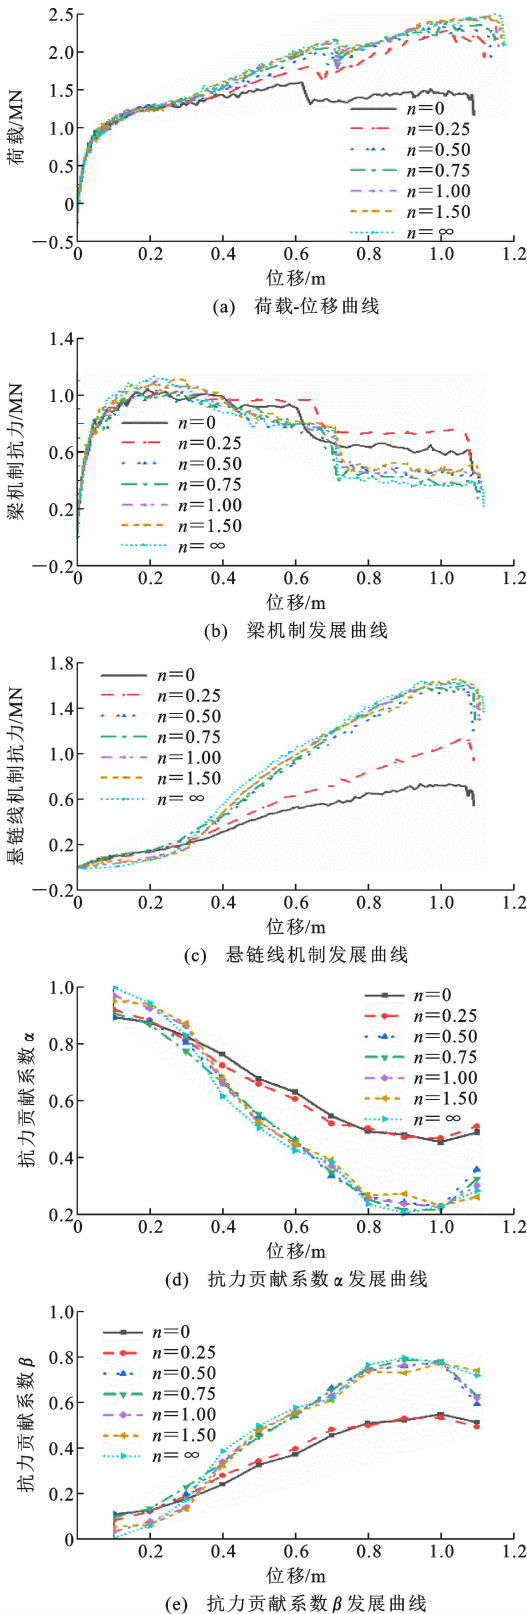 2.5
2.0
1.5
1.0
0.5
0
−0.5
荷载/MN
n=0
n=0.25
n=0.50
n=0.75
n=1.00
n=1.50
n=∞
0 0.2 0.4 0.6 0.8 1.0 1.2
位移/m
(a) 荷载-位移曲线
1.4
1.0
0.6
0.2
−0.2
梁机制抗力/MN
n=0
n=0.25
n=0.50
n=0.75
n=1.00
n=1.50
n=∞
0 0.2 0.4 0.6 0.8 1.0 1.2
位移/m
(b) 梁机制发展曲线
1.8
1.4
1.0
0.6
0.2
−0.2
悬链线机制抗力/MN
n=0
n=0.25
n=0.50
n=0.75
n=1.00
n=1.50
n=∞
0 0.2 0.4 0.6 0.8 1.0 1.2
位移/m
(c) 悬链线机制发展曲线
1.0
0.8
0.6
0.4
0.2
抗力贡献系数α
n=0
n=0.25
n=0.50
n=0.75
n=1.00
n=1.50
n=∞
0 0.2 0.4 0.6 0.8 1.0 1.2
位移/m
(d) 抗力贡献系数α发展曲线
1.0
0.8
0.6
0.4
0.2
0
抗力贡献系数β
n=0
n=0.25
n=0.50
n=0.75
n=1.00
n=1.50
n=∞
0.2 0.4 0.6 0.8 1.0 1.2
位移/m
(e) 抗力贡献系数β发展曲线